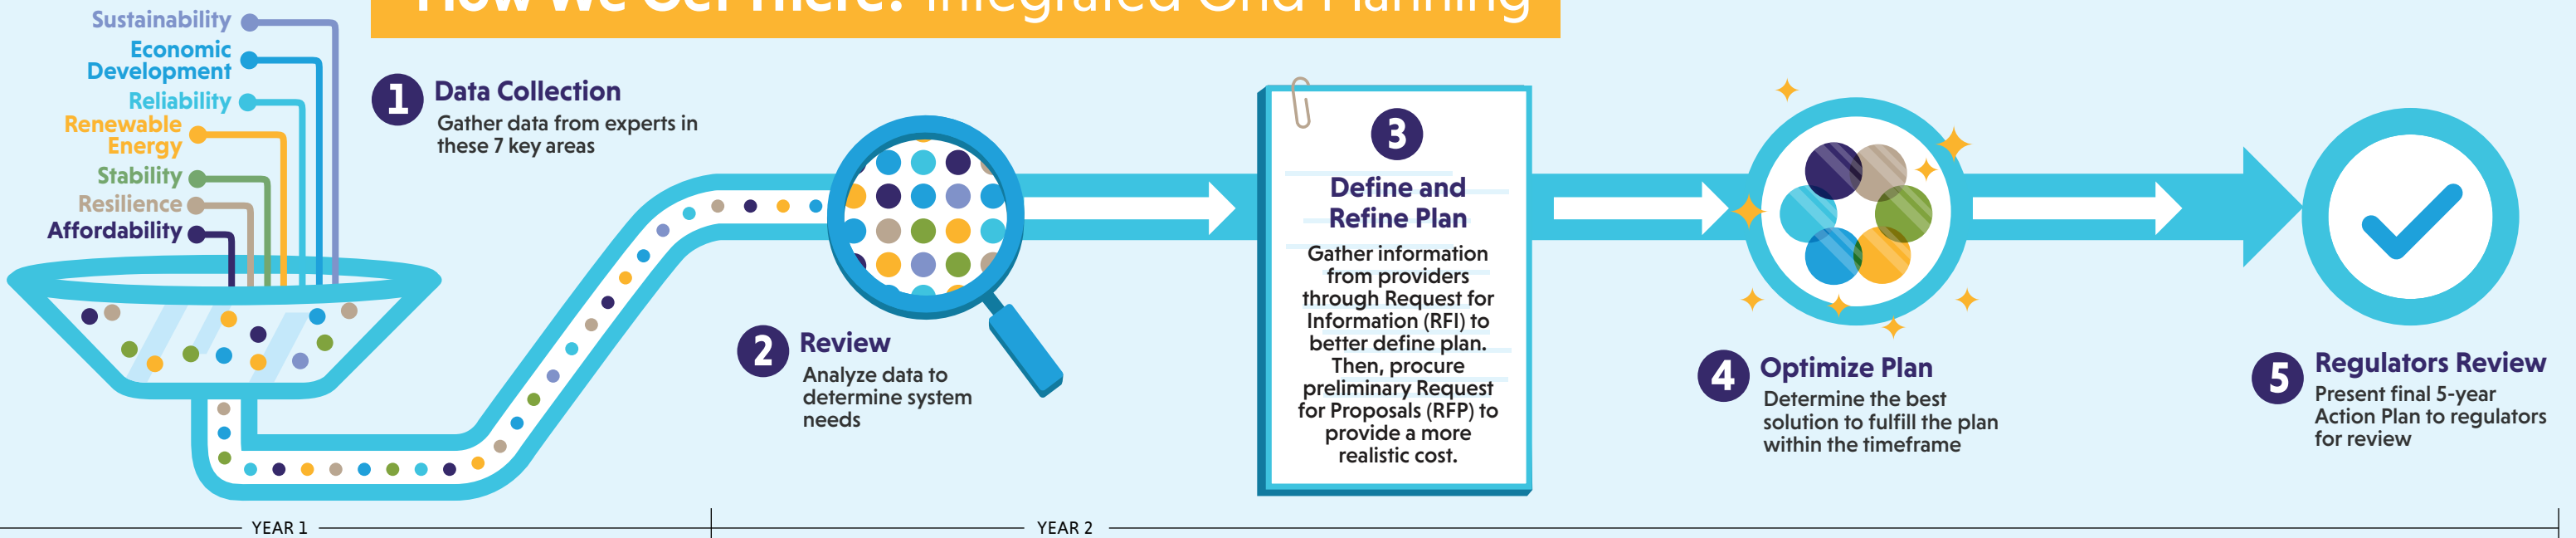 How We Get There: Integrated Grid Planning
Sustainability
Economic
Development
Reliability
Renewable
Energy
Stability
Resilience
Affordability
1
Data Collection
Gather data from experts in
these 7 key areas
2
Review
Analyze data to
determine system
needs
3
Define and
Refine Plan
Gather information
from providers
through Request for
Information (RFI) to
better define plan.
Then, procure
preliminary Request
for Proposals (RFP) to
provide a more
realistic cost.
4
Optimize Plan
Determine the best
solution to fulfill the plan
within the timeframe
5
Regulators Review
Present final 5-year
Action Plan to regulators
for review
YEAR 1
YEAR 2